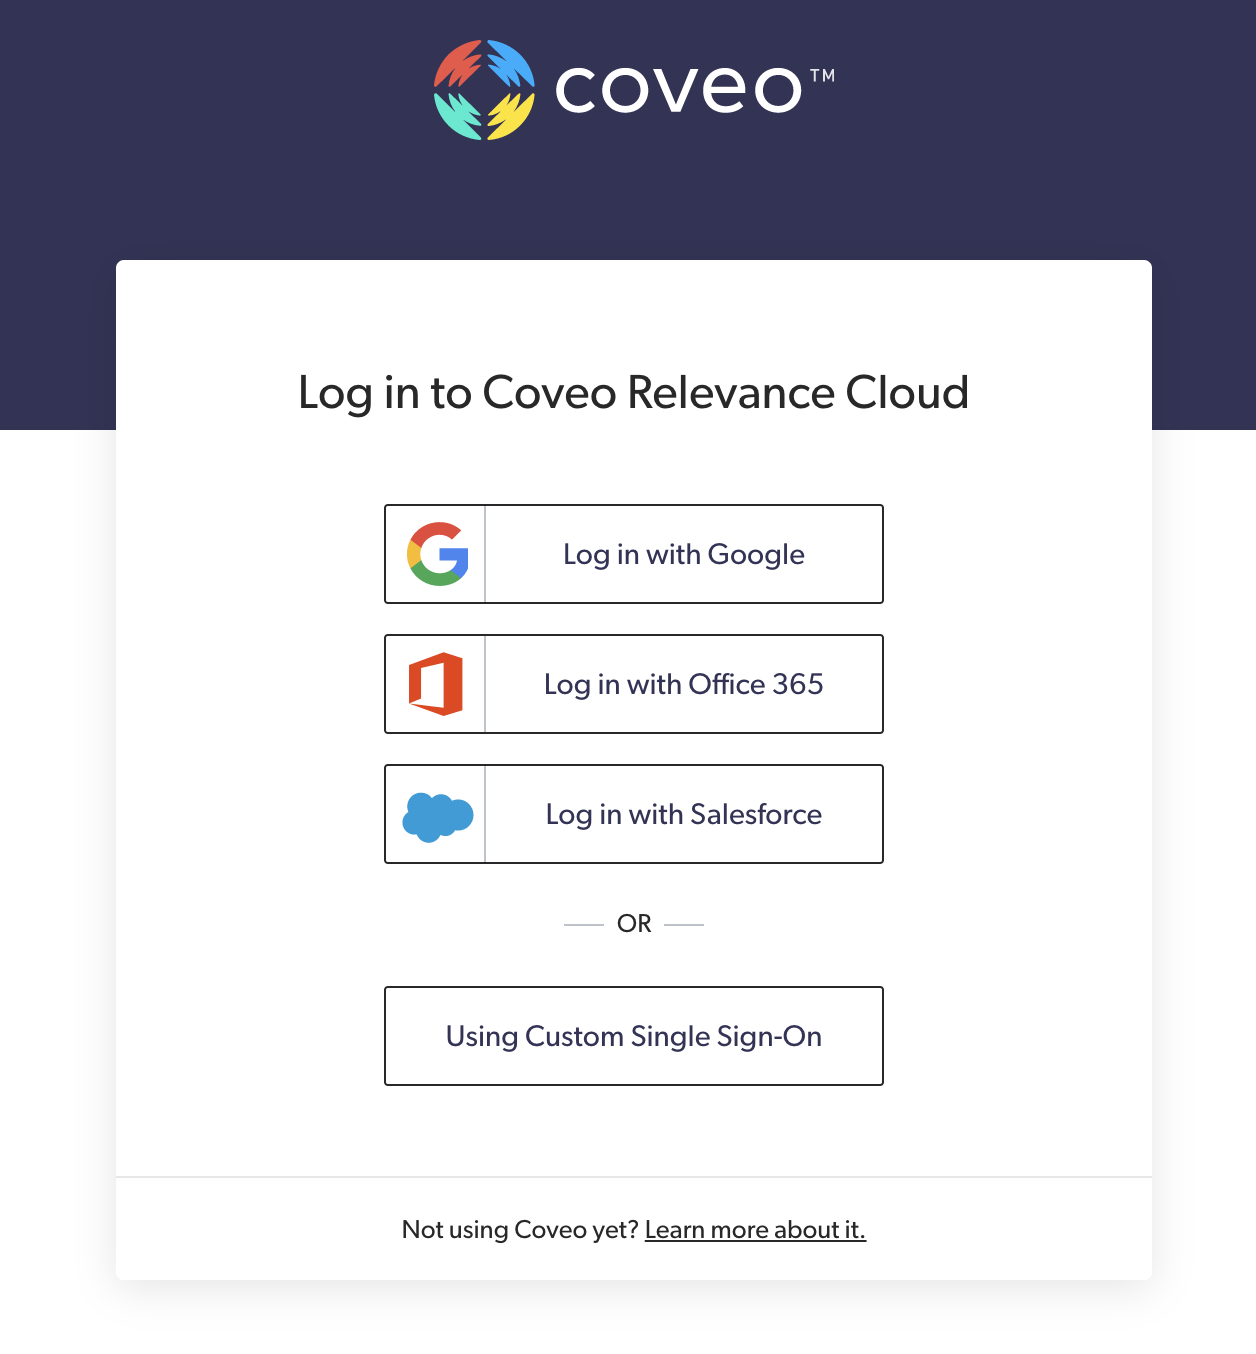 coveo™
Log in to Coveo Relevance Cloud
Log in with Google
Log in with Office 365
Log in with Salesforce
OR
Using Custom Single Sign-On
Not using Coveo yet? Learn more about it.